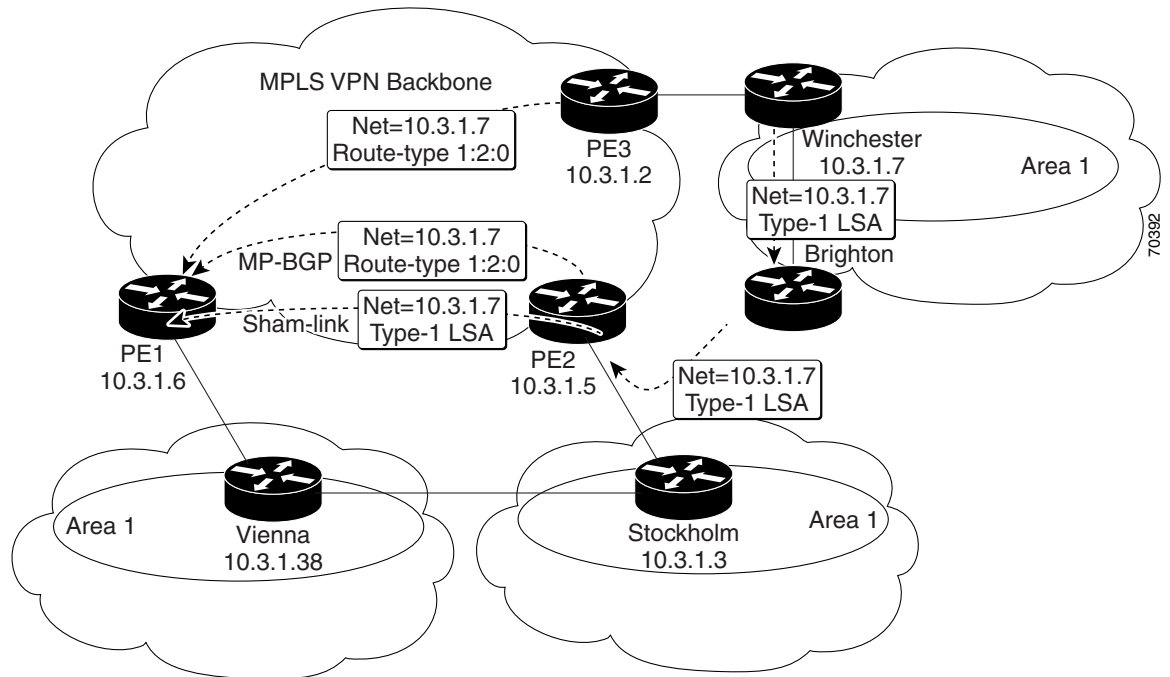 MPLS VPN Backbone
Net=10.3.1.7
Route-type 1:2:0
PE3
10.3.1.2
Winchester
10.3.1.7
Area 1
Net=10.3.1.7
Type-1 LSA
Brighton
70392
Net=10.3.1.7
Route-type 1:2:0
MP-BGP
Net=10.3.1.7
Type-1 LSA
Sham-link
PE1
10.3.1.6
PE2
10.3.1.5
Net=10.3.1.7
Type-1 LSA
Area 1
Vienna
10.3.1.38
Stockholm
10.3.1.3
Area 1